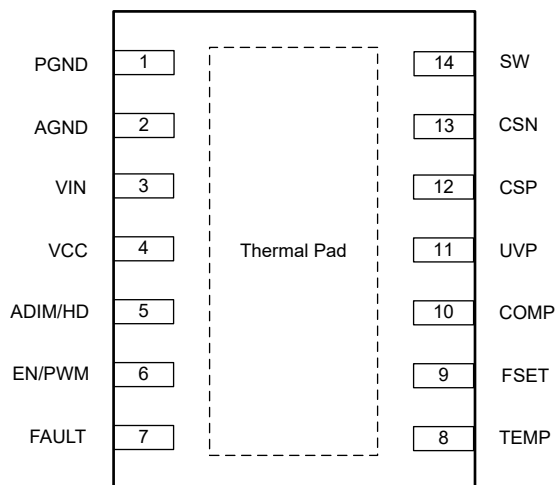 PGND 1 14 SW
AGND 2 13 CSN
VIN 3 12 CSP
VCC 4 Thermal Pad 11 UVP
ADIM/HD 5 10 COMP
EN/PWM 6 9 FSET
FAULT 7 8 TEMP